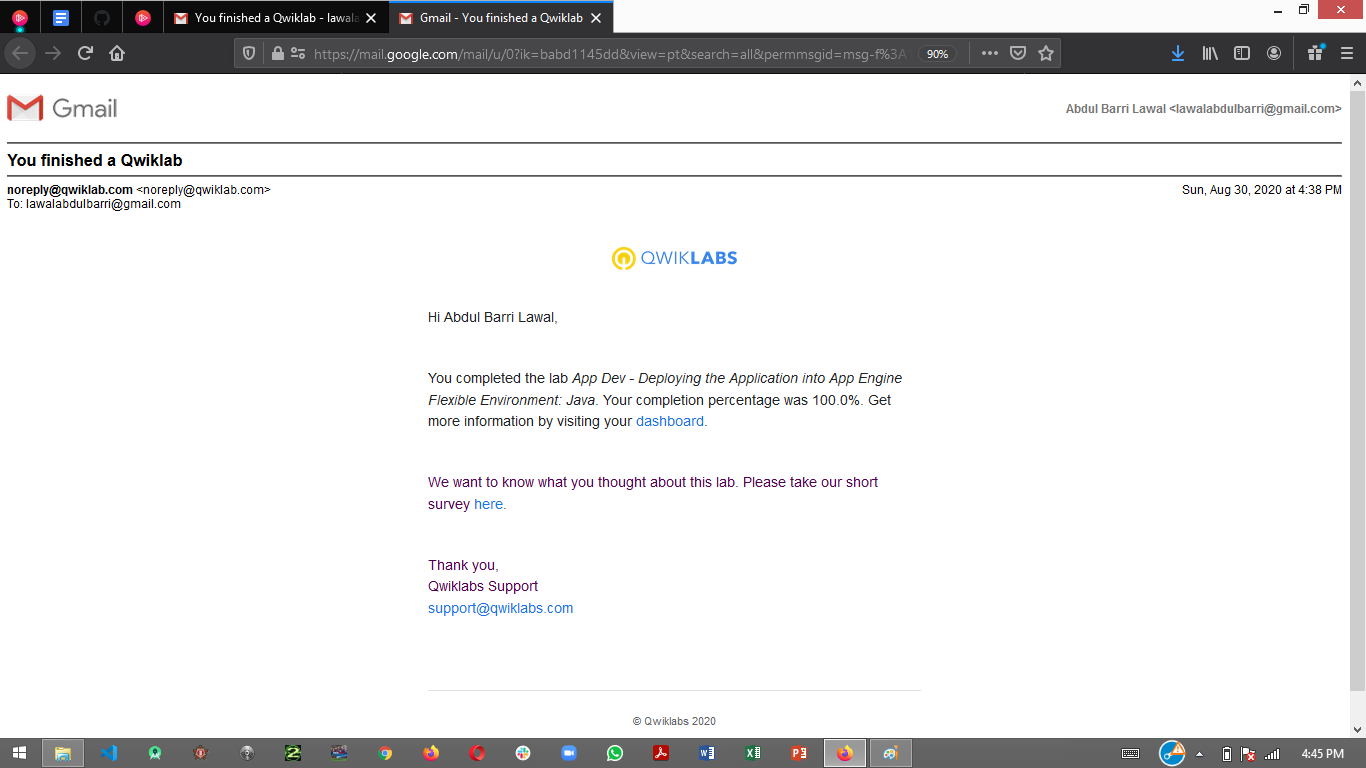 You finished a Qwiklab - lawala
Gmail - You finished a Qwiklab
https://mail.google.com/mail/u/0?ik=babd1145dd&view=pt&search=all&permmsgid=msg-f%3A
90%
Gmail
Abdul Barri Lawal <lawalabdulbarri@gmail.com>
You finished a Qwiklab
noreply@qwiklab.com <noreply@qwiklab.com>
Sun, Aug 30, 2020 at 4:38 PM
To: lawalabdulbarri@gmail.com
QWIKLABS
Hi Abdul Barri Lawal,
You completed the lab App Dev - Deploying the Application into App Engine
Flexible Environment: Java. Your completion percentage was 100.0%. Get
more information by visiting your dashboard.
We want to know what you thought about this lab. Please take our short
survey here.
Thank you,
Qwiklabs Support
support@qwiklabs.com
© Qwiklabs 2020
4:45 PM